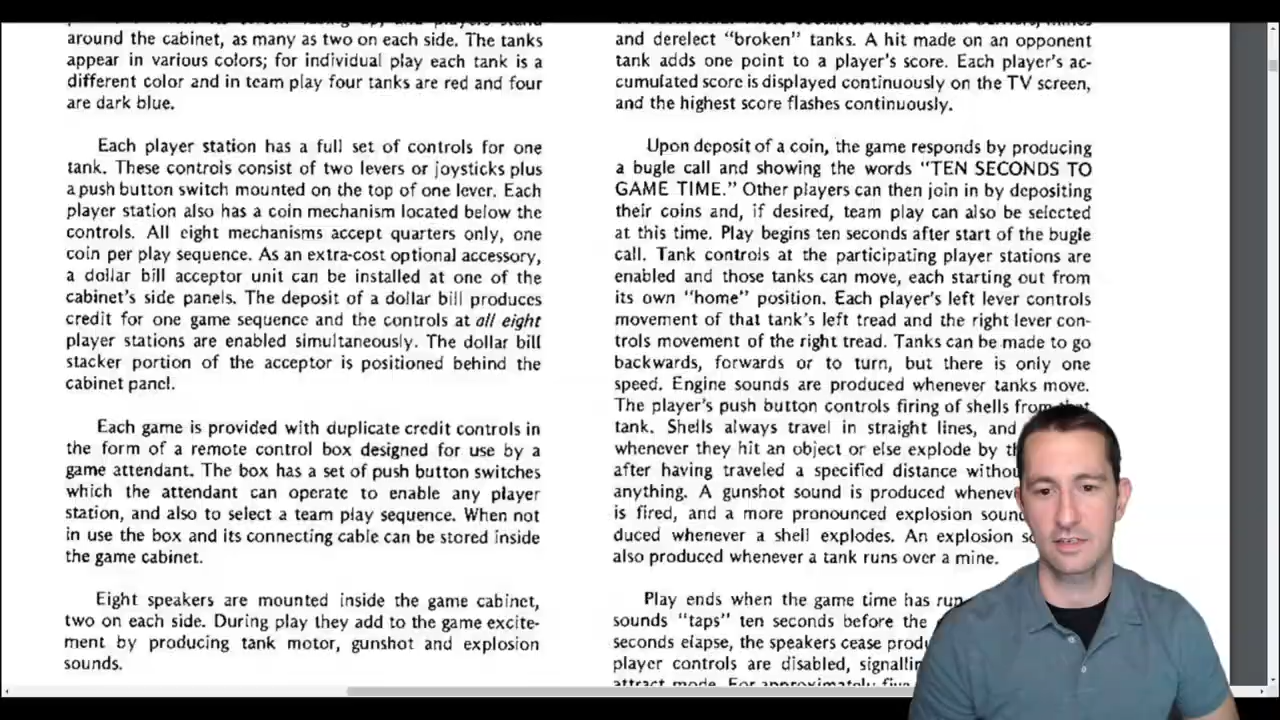 around the cabinet, as many as two on each side. The tanks
appear in various colors; for individual play each tank is a
different color and in team play four tanks are red and four
are dark blue.
Each player station has a full set of controls for one
tank. These controls consist of two levers or joysticks plus
a push button switch mounted on the top of one lever. Each
player station also has a coin mechanism located below the
controls. All eight mechanisms accept quarters only, one
coin per play sequence. As an extra-cost optional accessory,
a dollar bill acceptor unit can be installed at one of the
cabinet's side panels. The deposit of a dollar bill produces
credit for one game sequence and the controls at all eight
player stations are enabled simultaneously. The dollar bill
stacker portion of the acceptor is positioned behind the
cabinet panel.
Each game is provided with duplicate credit controls in
the form of a remote control box designed for use by a
game attendant. The box has a set of push button switches
which the attendant can operate to enable any player
station, and also to select a team play sequence. When not
in use the box and its connecting cable can be stored inside
the game cabinet.
Eight speakers are mounted inside the game cabinet,
two on each side. During play they add to the game excite-
ment by producing tank motor, gunshot and explosion
sounds.
and derelect "broken" tanks. A hit made on an opponent
tank adds one point to a player's score. Each player's ac-
cumulated score is displayed continuously on the TV screen,
and the highest score flashes continuously.
Upon deposit of a coin, the game responds by producing
a bugle call and showing the words "TEN SECONDS TO
GAME TIME." Other players can then join in by depositing
their coins and, if desired, team play can also be selected
at this time. Play begins ten seconds after start of the bugle
call. Tank controls at the participating player stations are
enabled and those tanks can move, each starting out from
its own "home" position. Each player's left lever controls
movement of that tank's left tread and the right lever con-
trols movement of the right tread. Tanks can be made to go
backwards, forwards or to turn, but there is only one
speed. Engine sounds are produced whenever tanks move.
The player's push button controls firing of shells from that
tank. Shells always travel in straight lines, and
whenever they hit an object or else explode by
after having traveled a specified distance
anything. A gunshot sound is produced
is fired, and a more pronounced explosion
duced whenever a shell explodes. An explosion
also produced whenever a tank runs over a mine.
Play ends when the game time has run
sounds "taps" ten seconds before the
seconds elapse, the speakers cease
player controls are disabled,
attract mode. For approximately